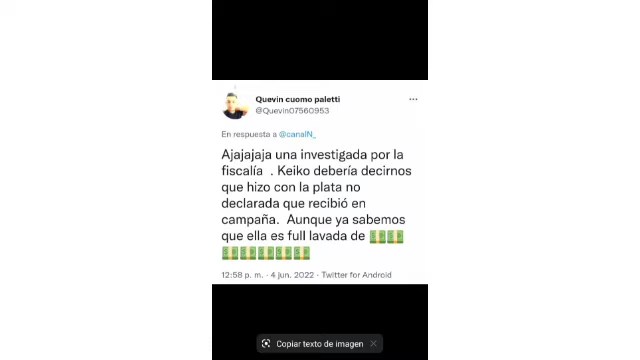 Quevin cuomo paletti
@Quevin07560953
En respuesta a @canalN_
Ajajajaja una investigada por la
fiscalía . Keiko debería decirnos
que hizo con la plata no
declarada que recibió en
campaña. Aunque ya sabemos
que ella es full lavada de 💵💵
💵💵💵💵💵
12:58 p. m. · 4 jun. 2022 · Twitter for Android
Copiar texto de imagen